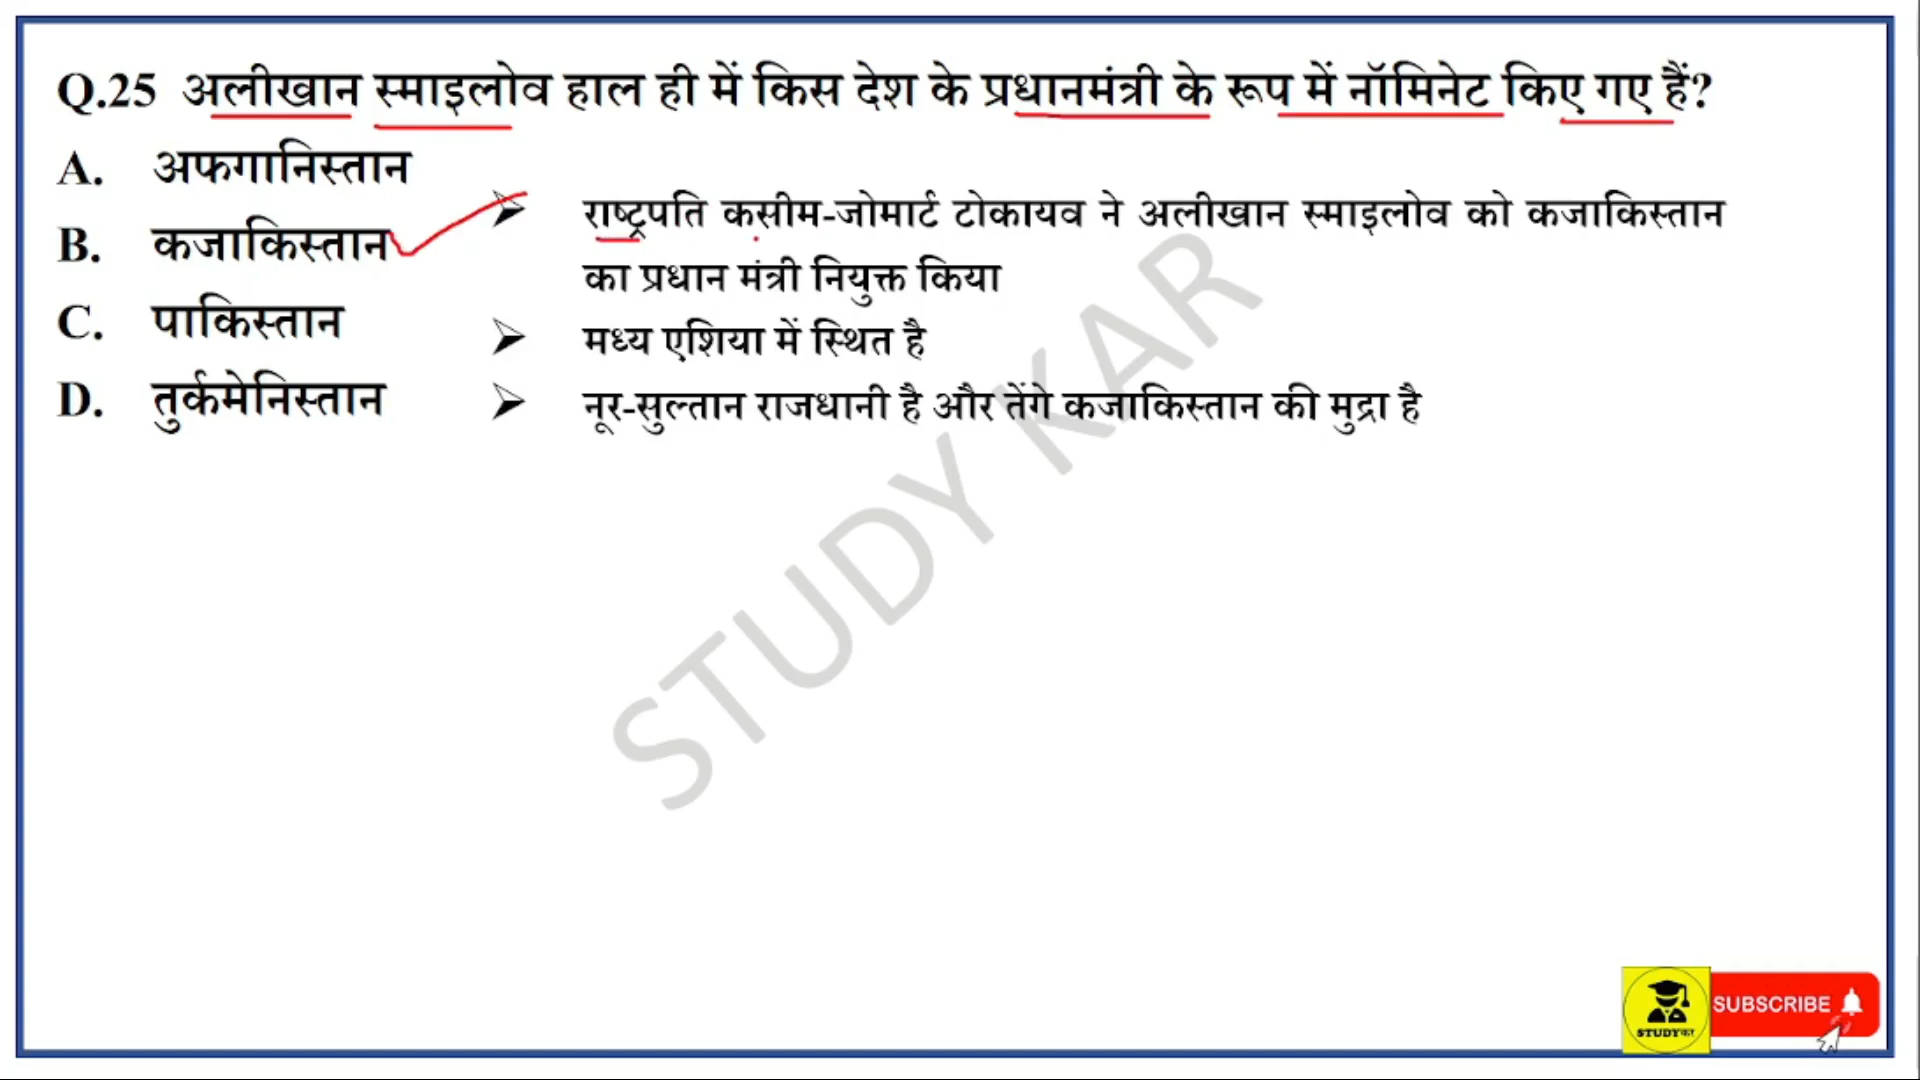 Q.25 अलीखान स्माइलोव हाल ही में किस देश के प्रधानमंत्री के रूप में नॉमिनेट किए गए हैं?
A. अफगानिस्तान
B. कजाकिस्तान
C. पाकिस्तान
D. तुर्कमेनिस्तान
➢ राष्ट्रपति कसीम-जोमार्ट टोकायव ने अलीखान स्माइलोव को कजाकिस्तान
का प्रधान मंत्री नियुक्त किया
➢ मध्य एशिया में स्थित है
➢ नूर-सुल्तान राजधानी है और तेंगे कजाकिस्तान की मुद्रा है
STUDY KAR
STUDYकर
SUBSCRIBE